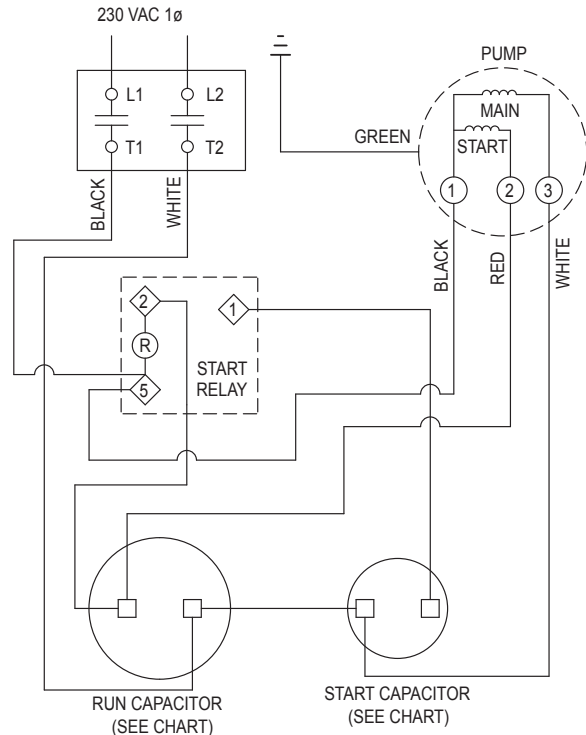 230 VAC 1ø
L1
L2
T1
T2
BLACK
WHITE
GREEN
PUMP
MAIN
START
1
2
3
BLACK
RED
WHITE
2
1
R
5
START
RELAY
RUN CAPACITOR
(SEE CHART)
START CAPACITOR
(SEE CHART)